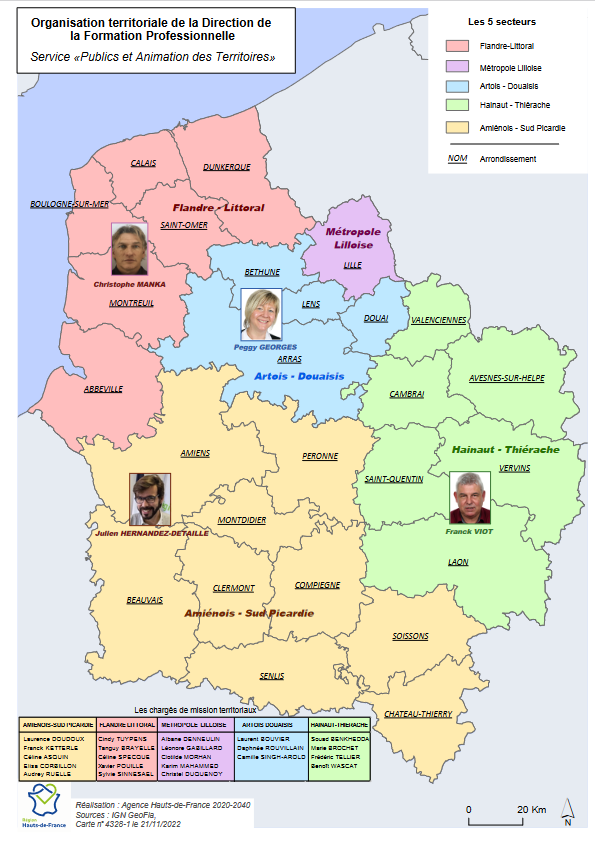 Organisation territoriale de la Direction de
la Formation Professionnelle
Service «Publics et Animation des Territoires»
Les 5 secteurs
Flandre-Littoral
Métropole Lilloise
Artois - Douaisis
Hainaut - Thiérache
Amiénois - Sud Picardie
NOM Arrondissement
CALAIS
DUNKERQUE
BOULOGNE-SUR-MER
Flandre - Littoral
SAINT-OMER
Métropole
Lilloise
LILLE
BETHUNE
Christophe MANKA
MONTREUIL
LENS
DOUAI
VALENCIENNES
Peggy GEORGES
ARRAS
Artois - Douaisis
ABBEVILLE
AVESNES-SUR-HELPE
CAMBRAI
AMIENS
PERONNE
Hainaut - Thiérache
VERVINS
SAINT-QUENTIN
MONTDIDIER
Julien HERNANDEZ-DETAILLE
Franck VIOT
LAON
BEAUVAIS
CLERMONT
COMPIEGNE
Amiénois - Sud Picardie
SOISSONS
SENLIS
CHATEAU-THIERRY
Les chargés de mission territoriaux
AMIENOIS-SUD PICARDIE
Laurence DOUDOUX
Franck KETTERLE
Céline ASQUIN
Elisa CORBILLON
Audrey RUELLE
FLANDRE LITTORAL
Cindy TUYPENS
Tanguy BRAYELLE
Céline SPECQUE
Xavier POUILLE
Sylvie SINNESAEL
METROPOLE LILLOISE
Albane DENNEULIN
Léonore GABILLARD
Clotilde MORHAN
Karim MAHAMMED
Christel DUQUENOY
ARTOIS DOUAISIS
Laurent BOUVIER
Daphnée ROUVILLAIN
Camille SINGH-AROLD
HAINAUT-THIERACHE
Souad BENKHEDDA
Marie BROCHET
Frédéric TELLIER
Benoît WASCAT
Région
Hauts-de-France
Réalisation : Agence Hauts-de-France 2020-2040
Sources : IGN GeoFla,
Carte n° 4328-1 le 21/11/2022
0 20 Km
N